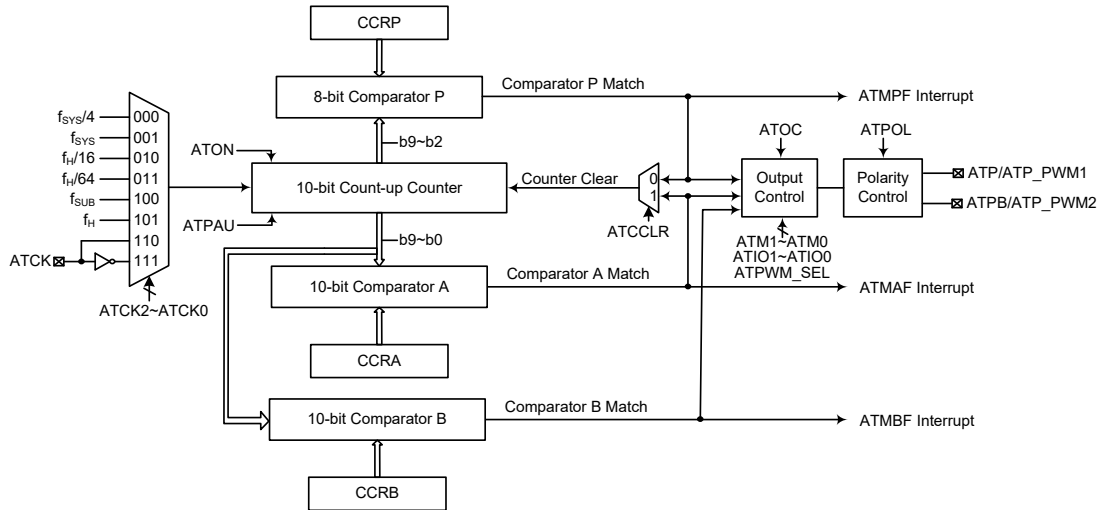 CCRP
8-bit Comparator P
Comparator P Match
ATMPF Interrupt
fSYS/4
000
fSYS
001
fH/16
010
fH/64
011
fSUB
100
fH
101
110
ATCK
111
ATCK2~ATCK0
b9~b2
ATON
10-bit Count-up Counter
ATPAU
Counter Clear
0
1
ATCCLR
ATOC
Output
Control
ATM1~ATM0
ATIO1~ATIO0
ATPWM_SEL
ATPOL
Polarity
Control
ATP/ATP_PWM1
ATPB/ATP_PWM2
b9~b0
10-bit Comparator A
Comparator A Match
ATMAF Interrupt
CCRA
10-bit Comparator B
Comparator B Match
ATMBF Interrupt
CCRB